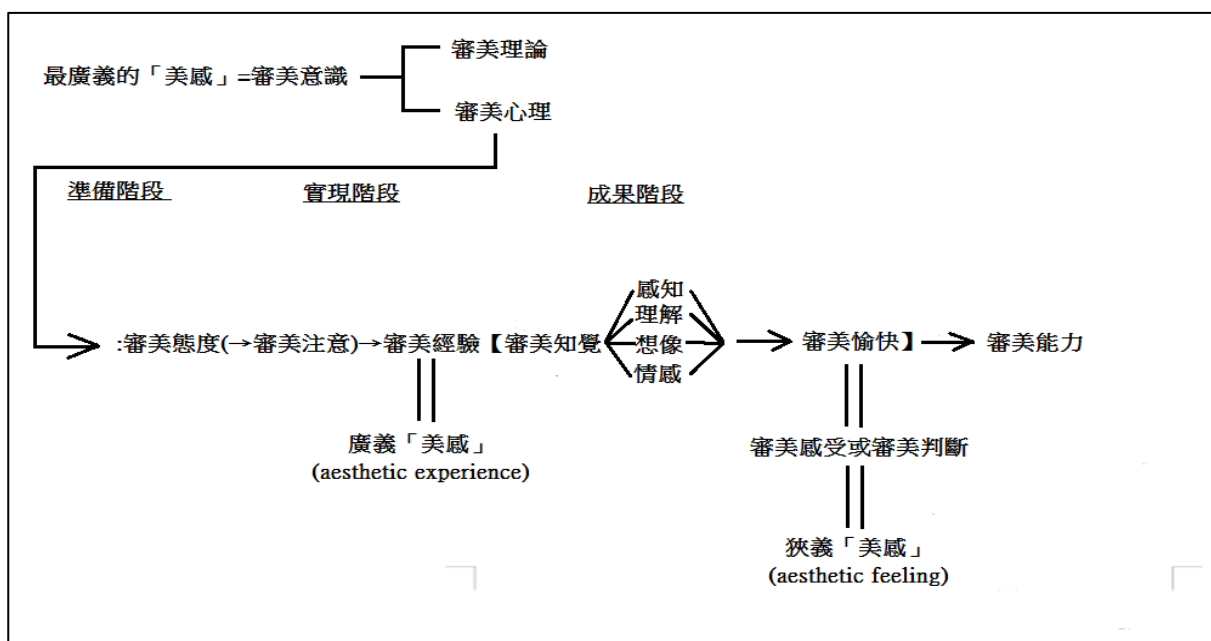 審美理論
最廣義的「美感」=審美意識
審美心理
準備階段 實現階段 成果階段
感知
理解
:審美態度(→審美注意)→審美經驗【審美知覺 想像 審美愉快】 審美能力
情感
廣義「美感」
(aesthetic experience)
審美感受或審美判斷
狹義「美感」
(aesthetic feeling)